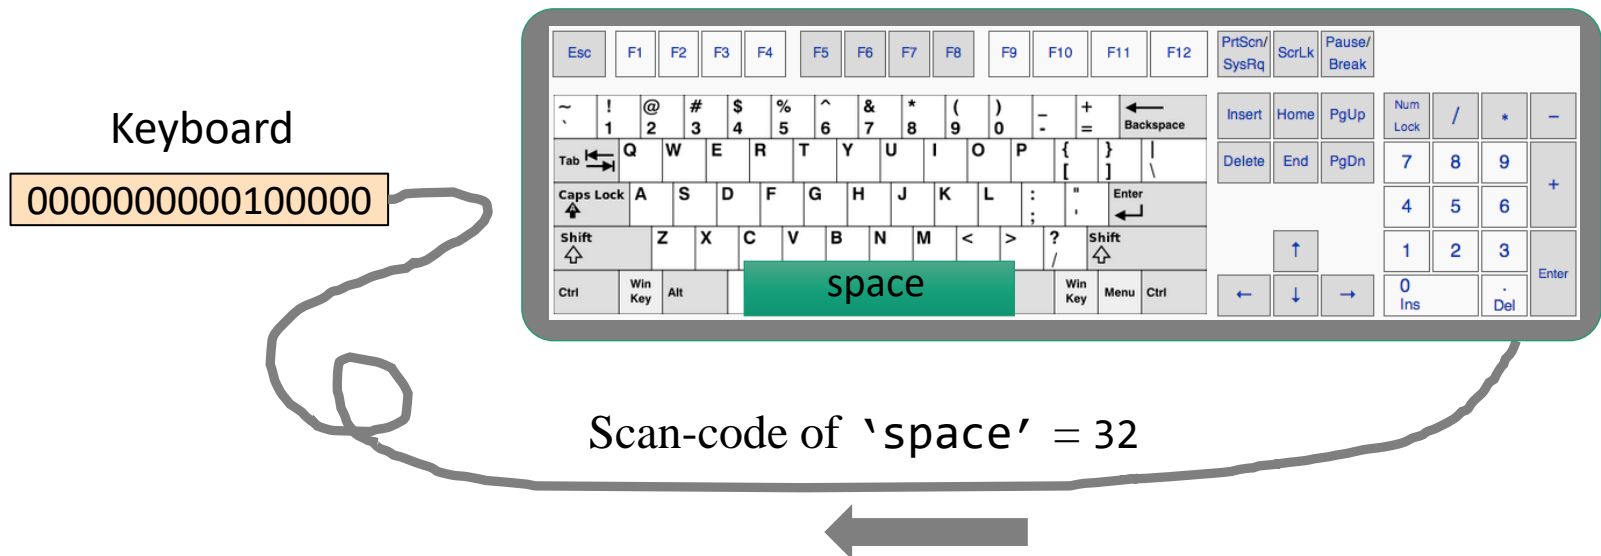 Keyboard
0000000000100000
Esc F1 F2 F3 F4 F5 F6 F7 F8 F9 F10 F11 F12 PrtScn/ ScrLk Pause/
SysRq Break
~ ! @ # $ % ^ & * ( ) _ +
` 1 2 3 4 5 6 7 8 9 0 - = Backspace
Insert Home PgUp Num Lock / * −
Tab Q W E R T Y U I O P { } |
[ ] \
Delete End PgDn 7 8 9 +
Caps Lock A S D F G H J K L : " Enter
; '
4 5 6
Shift Z X C V B N M < > ? Shift
/
↑ 1 2 3 Enter
Ctrl Win Key Alt space Win Key Menu Ctrl
← ↓ → 0 Ins . Del
Scan-code of ‘space’ = 32